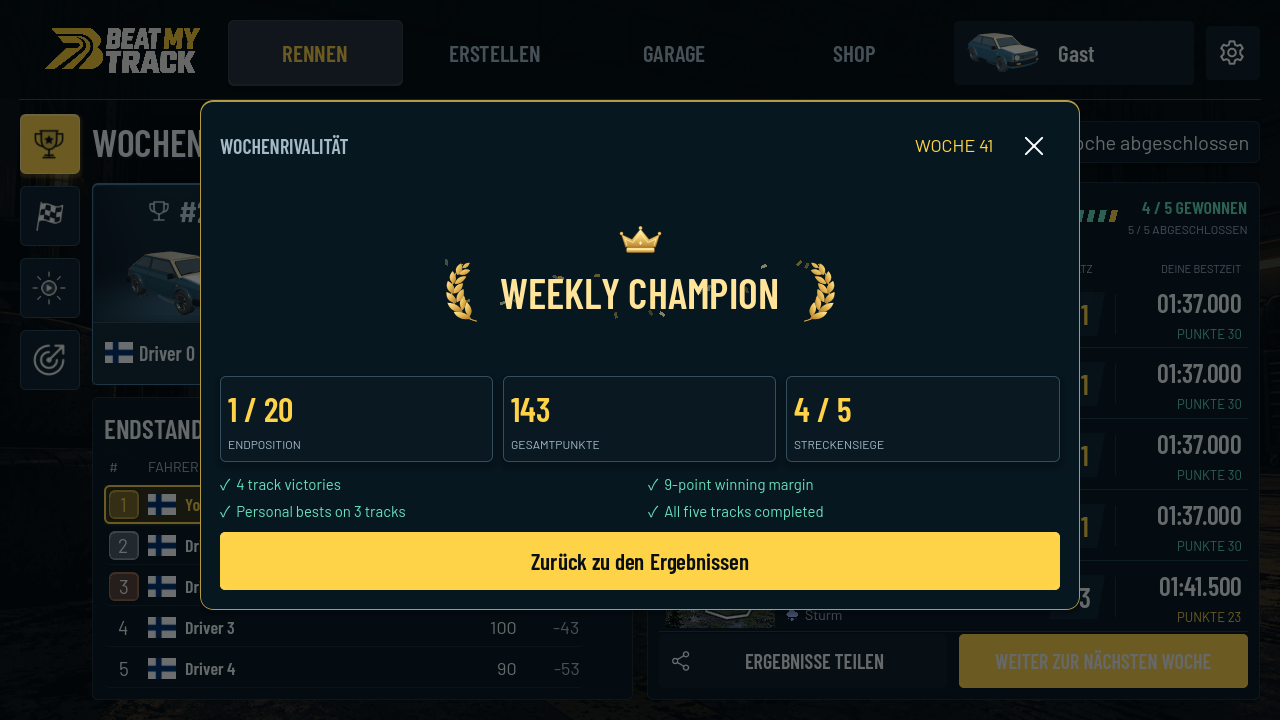 BEAT MY TRACK
RENNEN
ERSTELLEN
GARAGE
SHOP
Gast
WOCHENRIVALITÄT
WOCHE 41
WEEKLY CHAMPION
1 / 20
ENDPOSITION
143
GESAMTPUNKTE
4 / 5
STRECKENSIEGE
✓ 4 track victories
✓ 9-point winning margin
✓ Personal bests on 3 tracks
✓ All five tracks completed
Zurück zu den Ergebnissen
abgeschlossen
4 / 5 GEWONNEN
5 / 5 ABGESCHLOSSEN
DEINE BESTZEIT
1 01:37.000
PUNKTE 30
1 01:37.000
PUNKTE 30
1 01:37.000
PUNKTE 30
1 01:37.000
PUNKTE 30
3 01:41.500
PUNKTE 23
Sturm
Driver 0
# FAHRER
1
2
3
4 Driver 3 100 -43
5 Driver 4 90 -53
ERGEBNISSE TEILEN
WEITER ZUR NÄCHSTEN WOCHE